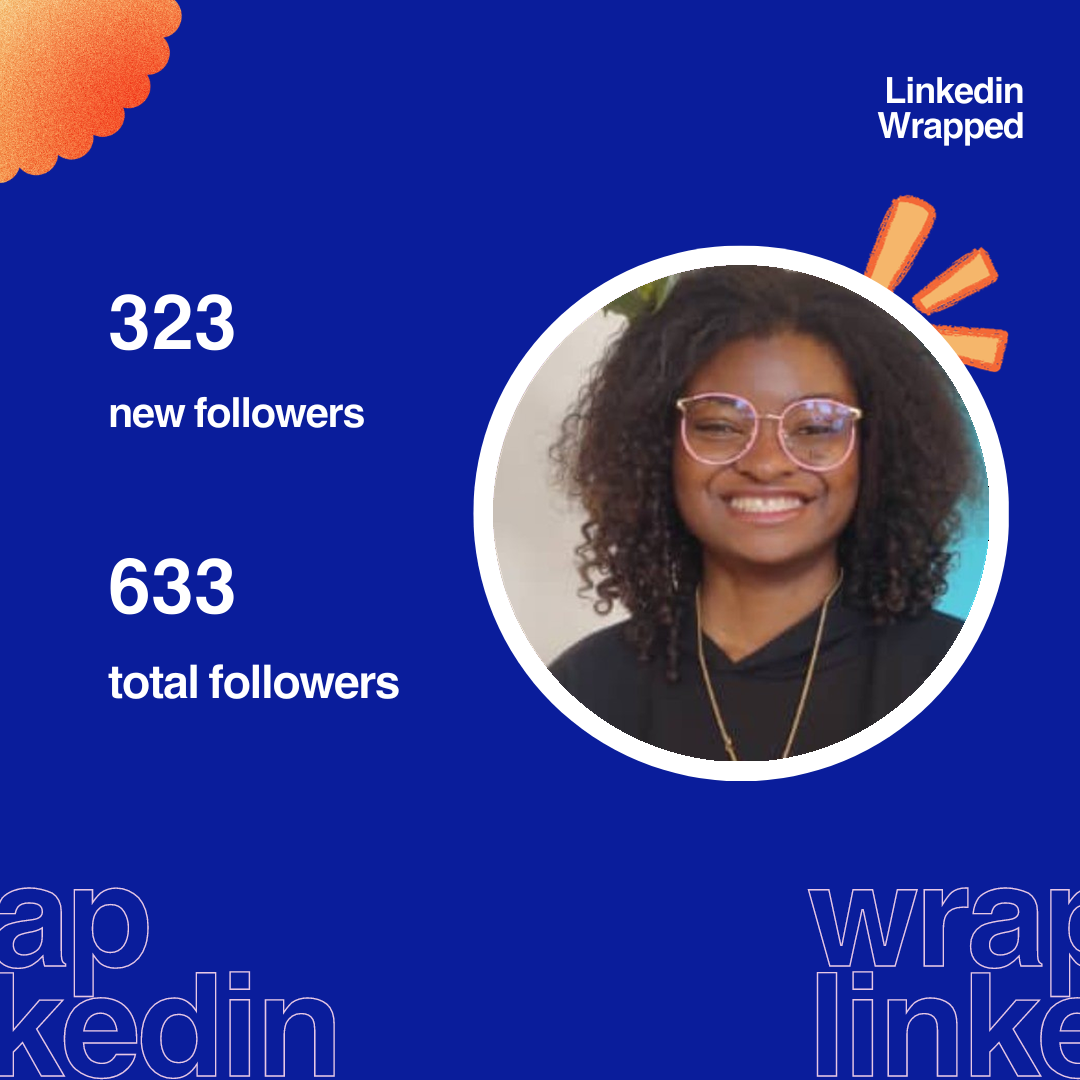 Linkedin
Wrapped
323
new followers
633
total followers
ap
kedin
wrap
linke